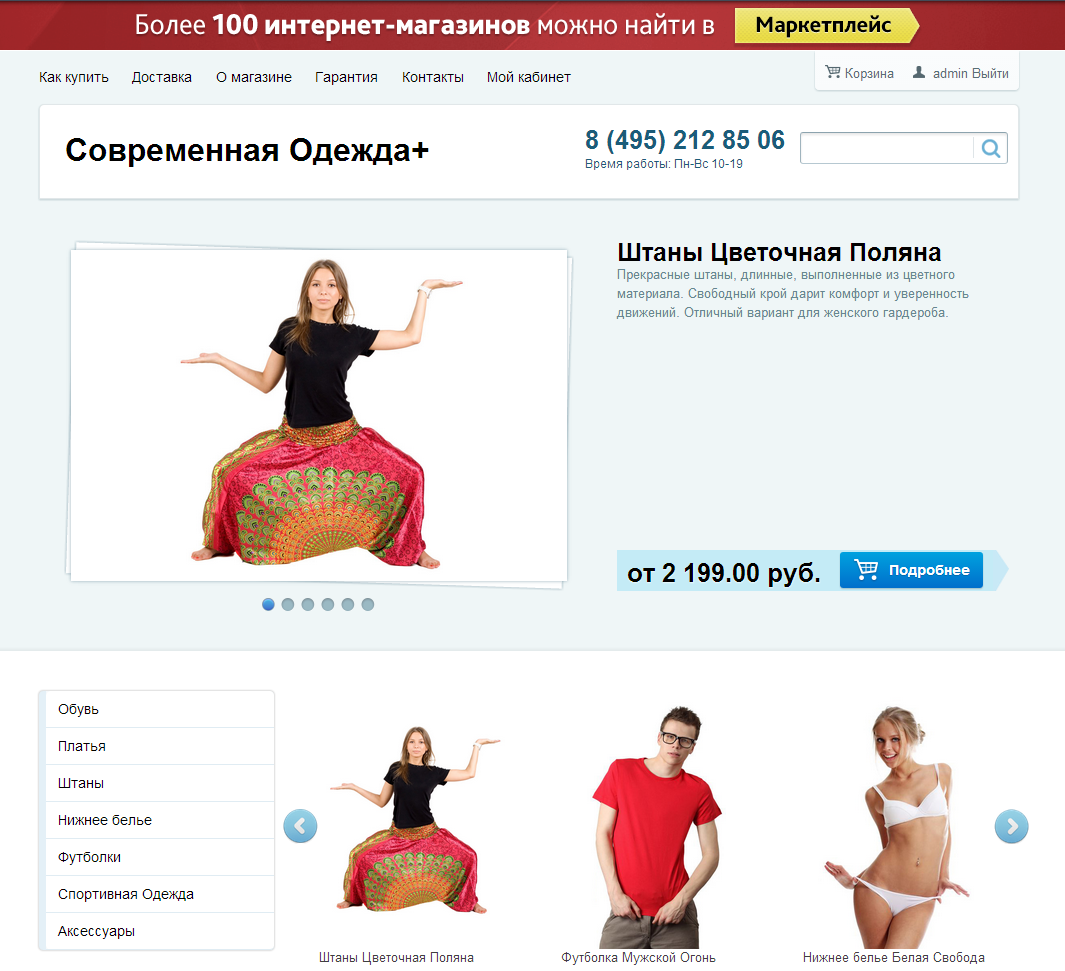 Более 100 интернет-магазинов можно найти в Маркетплейс
Как купить Доставка О магазине Гарантия Контакты Мой кабинет
Корзина admin Выйти
Современная Одежда+
8 (495) 212 85 06
Время работы: Пн-Вс 10-19
Штаны Цветочная Поляна
Прекрасные штаны, длинные, выполненные из цветного
материала. Свободный крой дарит комфорт и уверенность
движений. Отличный вариант для женского гардероба.
от 2 199.00 руб. Подробнее
Обувь
Платья
Штаны
Нижнее белье
Футболки
Спортивная Одежда
Аксессуары
Штаны Цветочная Поляна
Футболка Мужской Огонь
Нижнее белье Белая Свобода